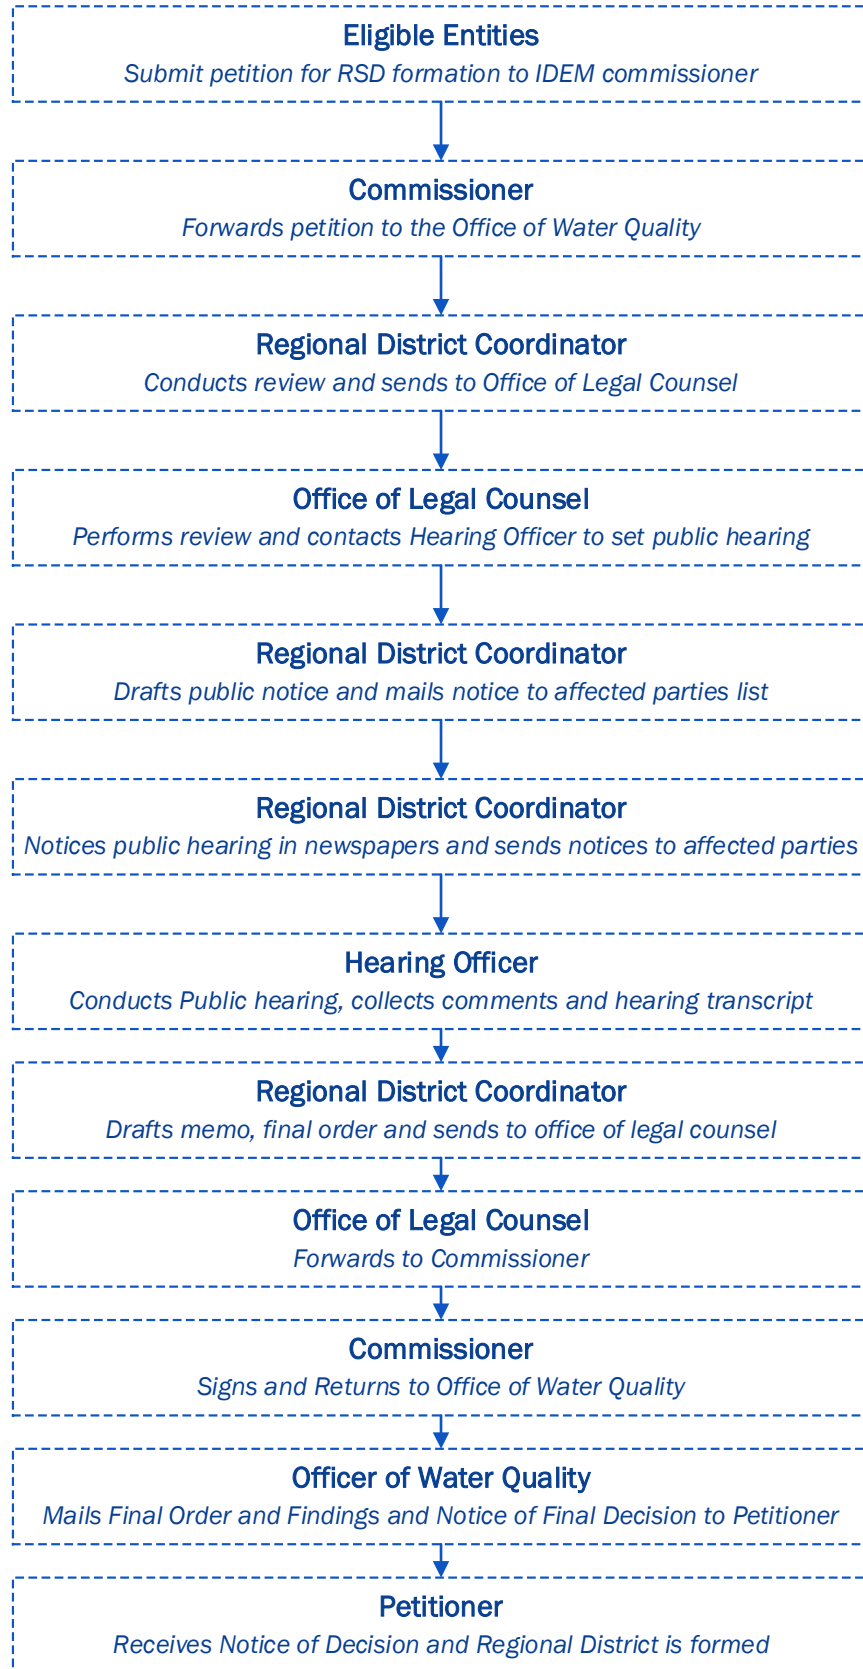 Eligible Entities
Submit petition for RSD formation to IDEM commissioner
Commissioner
Forwards petition to the Office of Water Quality
Regional District Coordinator
Conducts review and sends to Office of Legal Counsel
Office of Legal Counsel
Performs review and contacts Hearing Officer to set public hearing
Regional District Coordinator
Drafts public notice and mails notice to affected parties list
Regional District Coordinator
Notices public hearing in newspapers and sends notices to affected parties
Hearing Officer
Conducts Public hearing, collects comments and hearing transcript
Regional District Coordinator
Drafts memo, final order and sends to office of legal counsel
Office of Legal Counsel
Forwards to Commissioner
Commissioner
Signs and Returns to Office of Water Quality
Officer of Water Quality
Mails Final Order and Findings and Notice of Final Decision to Petitioner
Petitioner
Receives Notice of Decision and Regional District is formed